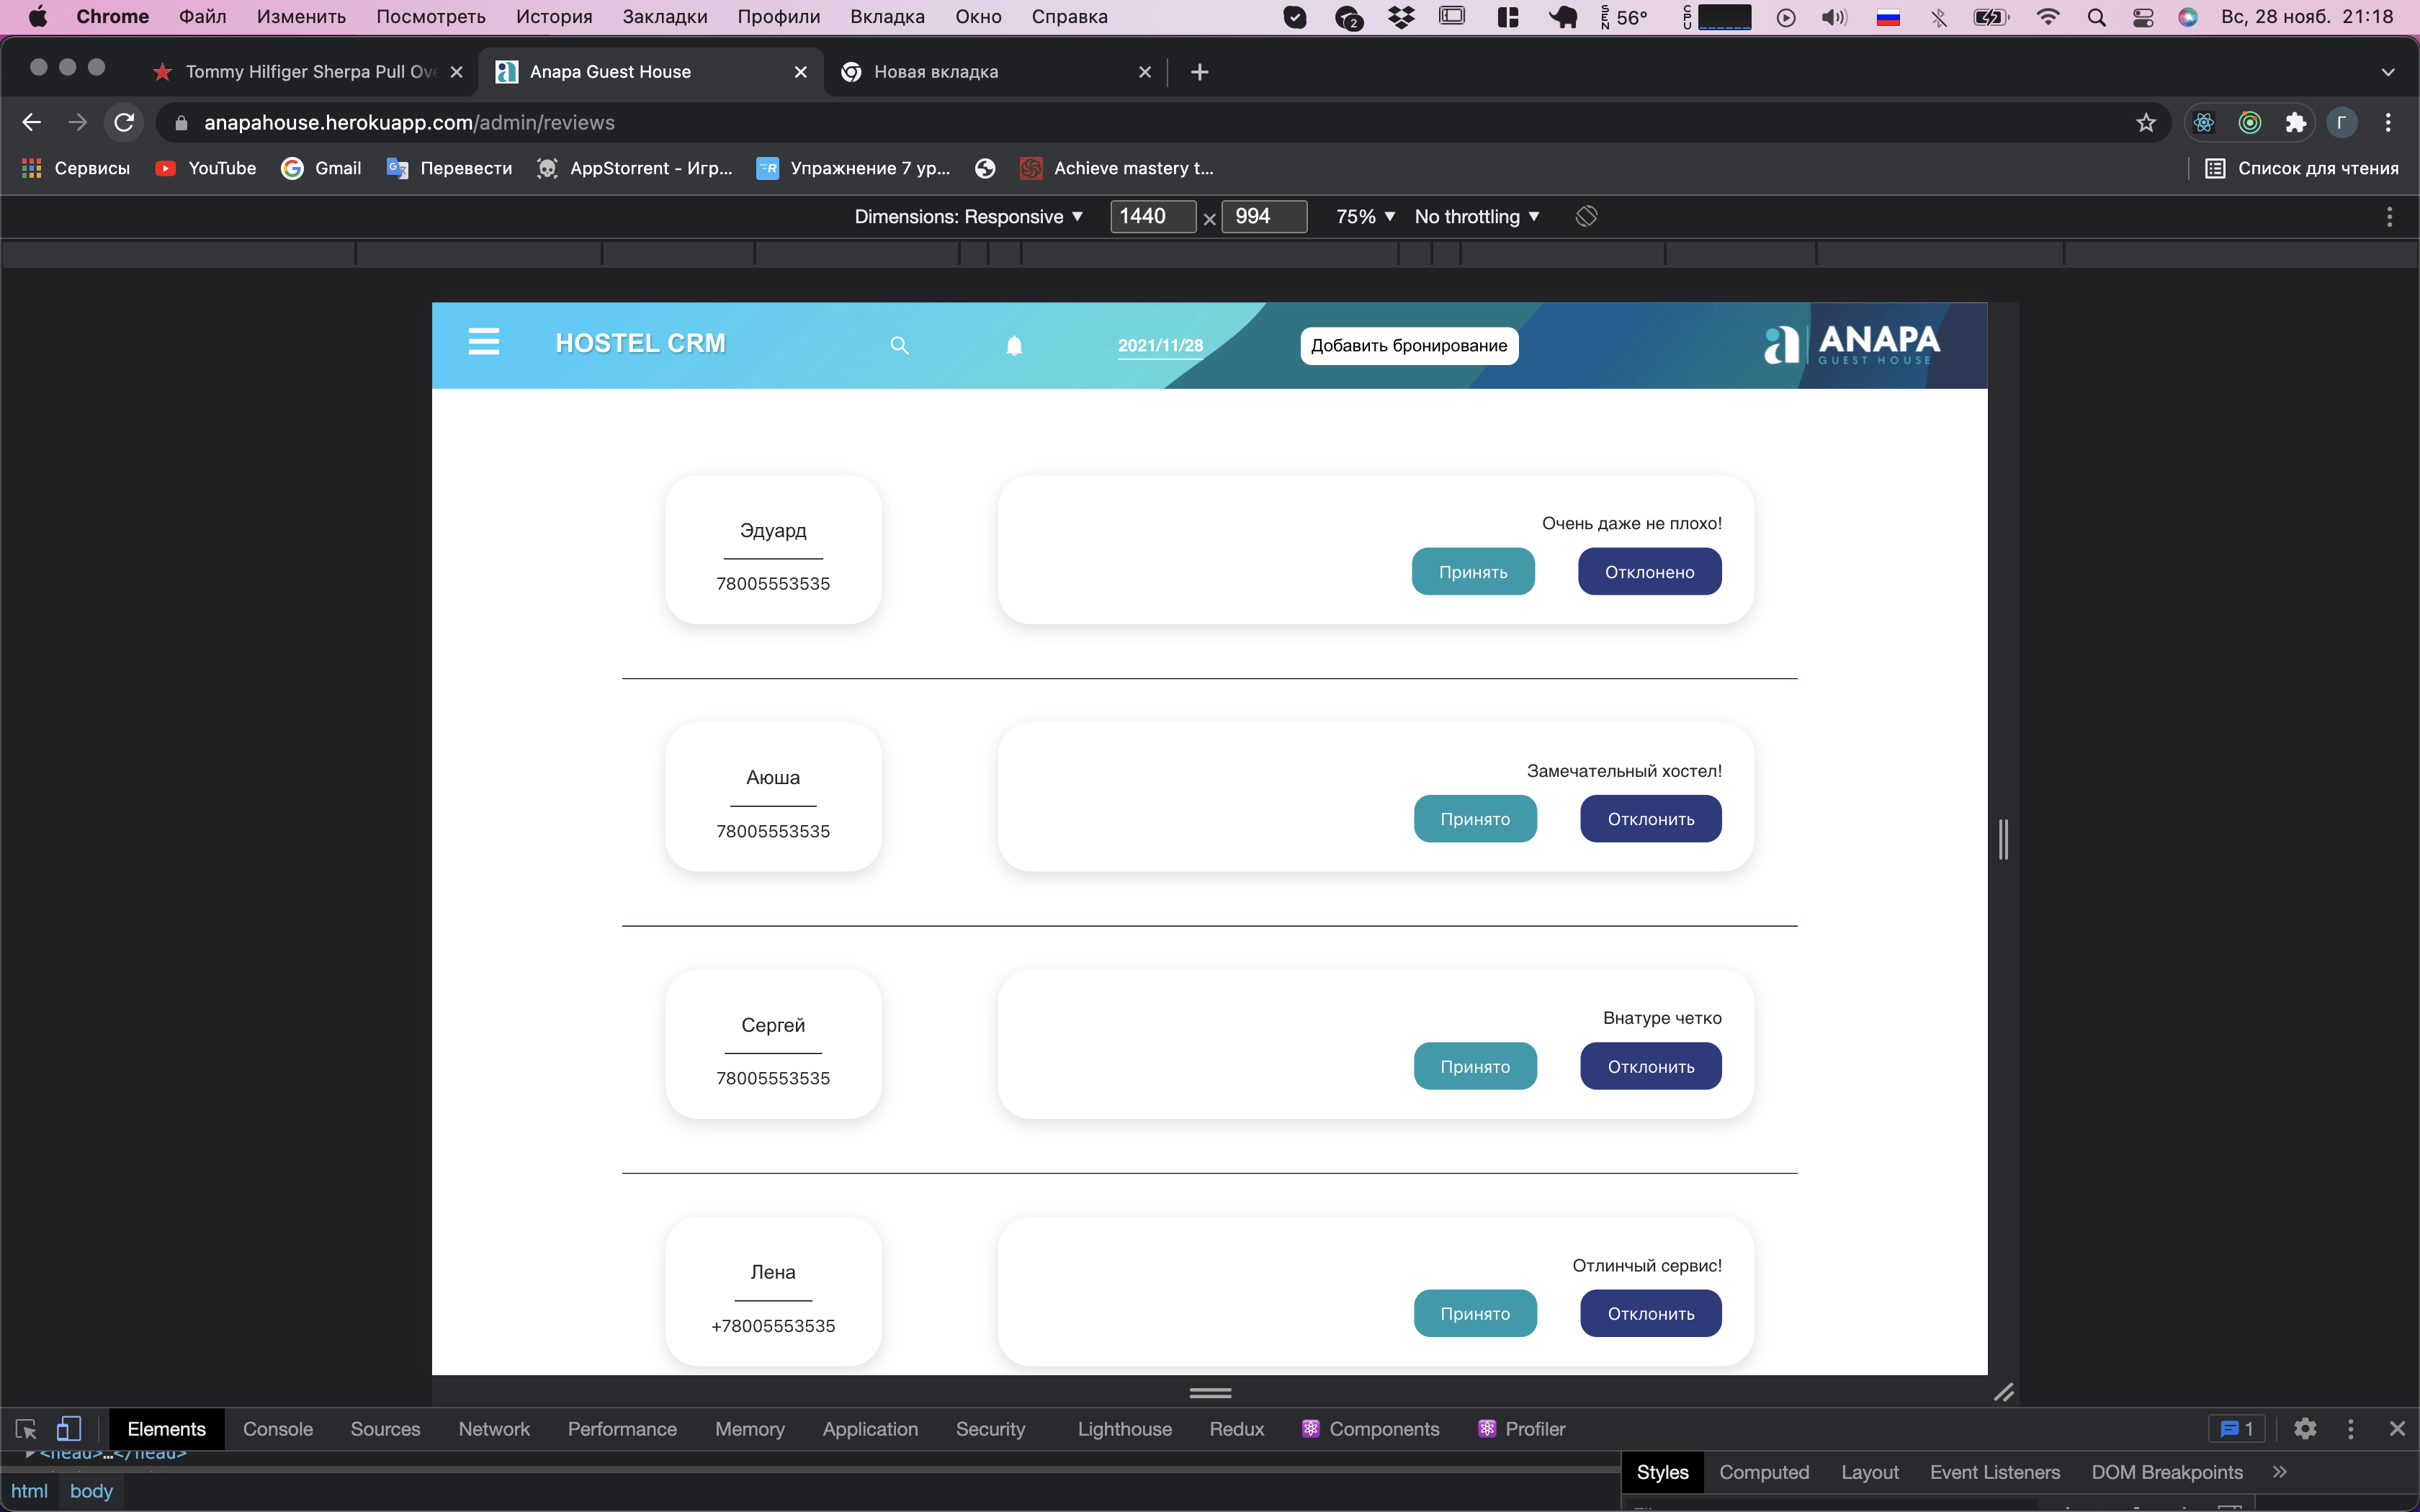 Chrome Файл Изменить Посмотреть История Закладки Профили Вкладка Окно Справка 2 SEN 56° CPU Вс, 28 нояб. 21:18
Tommy Hilfiger Sherpa Pull Ove Anapa Guest House Новая вкладка
anapahouse.herokuapp.com/admin/reviews Г
Сервисы YouTube Gmail Перевести AppStorrent - Игр... Упражнение 7 ур... Achieve mastery t... Список для чтения
Dimensions: Responsive ▼ 1440 × 994 75% ▼ No throttling ▼
HOSTEL CRM 2021/11/28 Добавить бронирование a ANAPA
GUEST HOUSE
Эдуард
78005553535
Очень даже не плохо!
Принять Отклонено
Аюша
78005553535
Замечательный хостел!
Принято Отклонить
Сергей
78005553535
Внатуре четко
Принято Отклонить
Лена
+78005553535
Отлинчый сервис!
Принято Отклонить
Elements Console Sources Network Performance Memory Application Security Lighthouse Redux Components Profiler 1
<head>…</head>
Styles Computed Layout Event Listeners DOM Breakpoints »
html body